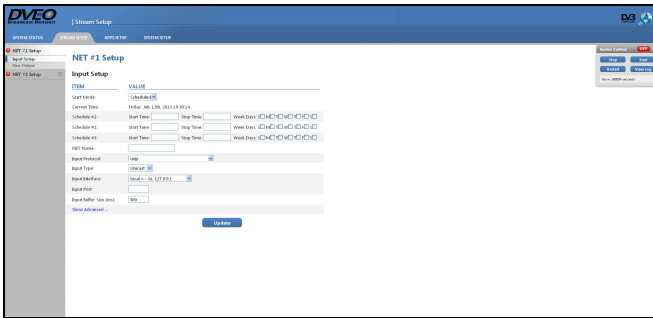 DVEO
Broadcast Division
| Stream Setup
DVB
SYSTEM STATUS STREAM SETUP APPS SETUP SYSTEM SETUP
NET #1 Setup
Input Setup
New Output
NET #2 Setup
NET #1 Setup
Input Setup
ITEM VALUE
Start Mode: Scheduled
Current Time: Friday, July 12th, 2013 19:30:14
Schedule #1: Start Time: Stop Time: Week Days: S M T W T F S
Schedule #2: Start Time: Stop Time: Week Days: S M T W T F S
Schedule #3: Start Time: Stop Time: Week Days: S M T W T F S
NET Name:
Input Protocol: udp
Input Type: Unicast
Input Interface:
Input Port:
Input Buffer Size (ms):
Show Advanced ...
Update
Service Control OFF
Stop Start
Restart View Log